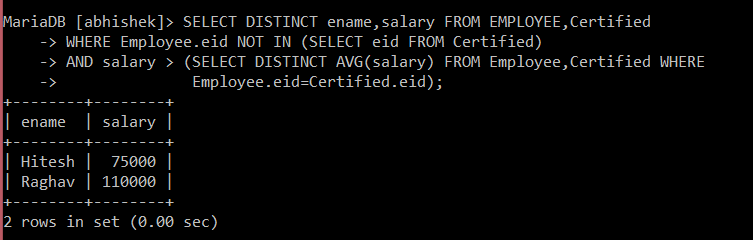 MariaDB [abhishek]> SELECT DISTINCT ename,salary FROM EMPLOYEE,Certified
    -> WHERE Employee.eid NOT IN (SELECT eid FROM Certified)
    -> AND salary > (SELECT DISTINCT AVG(salary) FROM Employee,Certified WHERE
    ->                 Employee.eid=Certified.eid);
+--------+--------+
| ename  | salary |
+--------+--------+
| Hitesh |  75000 |
| Raghav | 110000 |
+--------+--------+
2 rows in set (0.00 sec)